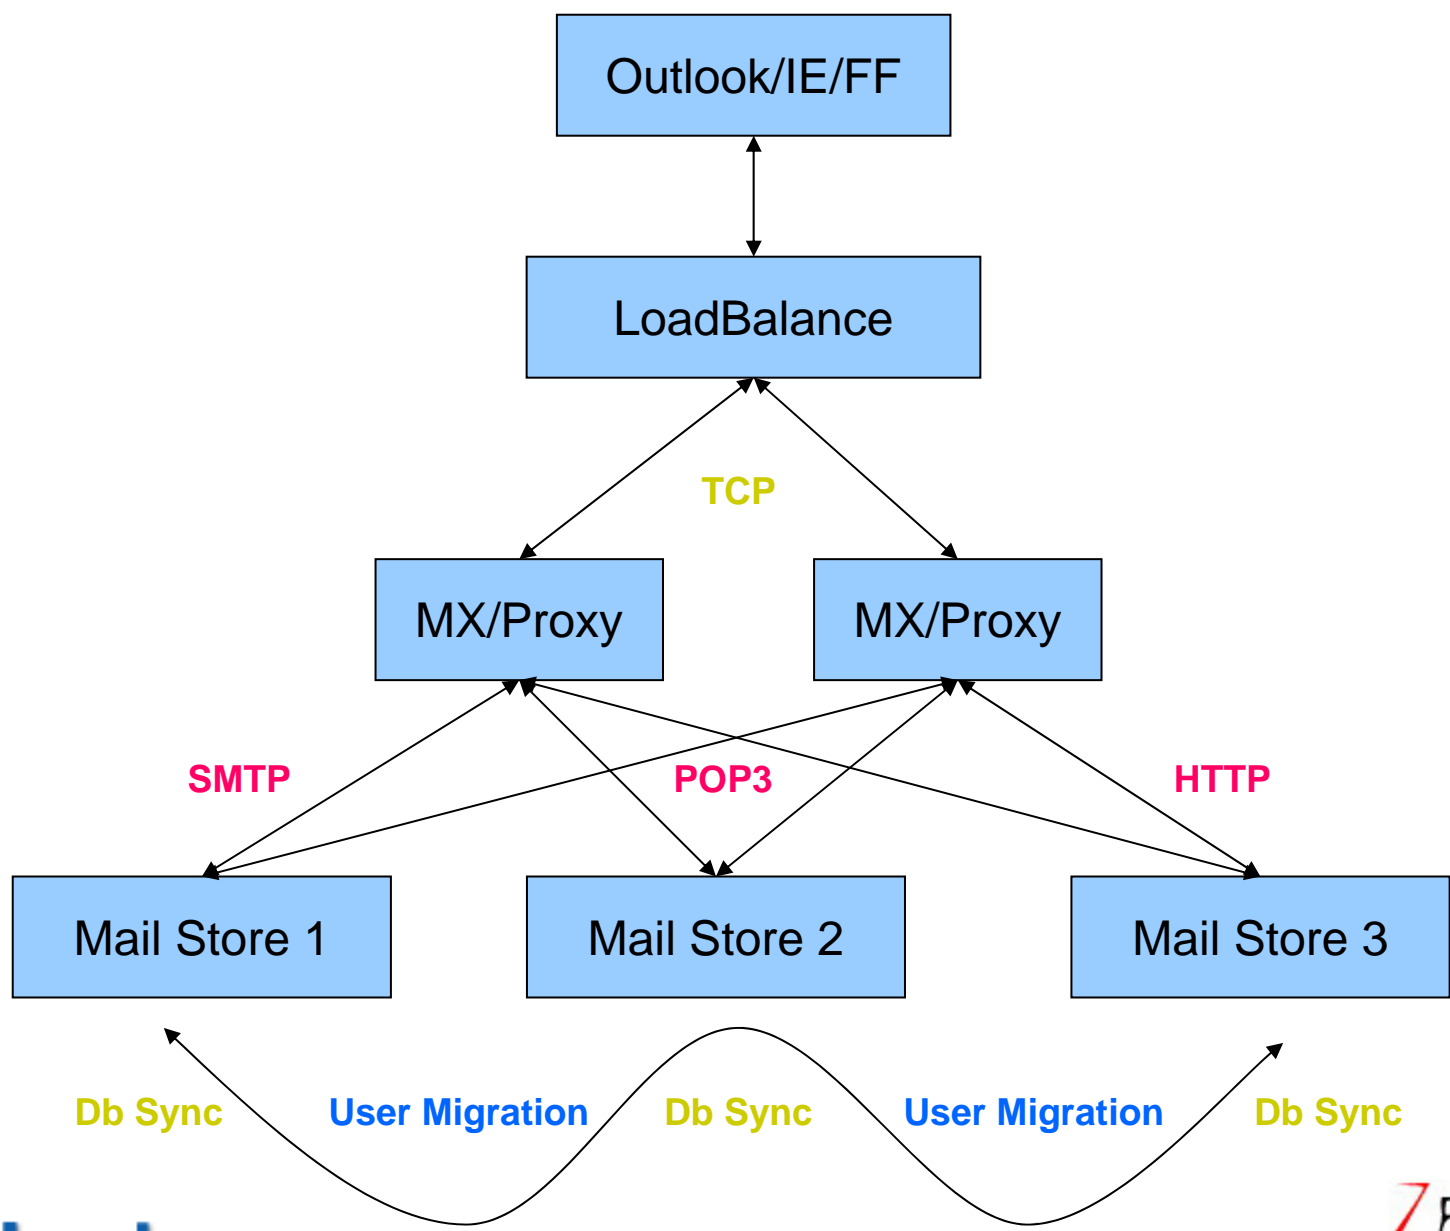 Outlook/IE/FF
LoadBalance
TCP
MX/Proxy MX/Proxy
SMTP POP3 HTTP
Mail Store 1 Mail Store 2 Mail Store 3
Db Sync User Migration Db Sync User Migration Db Sync